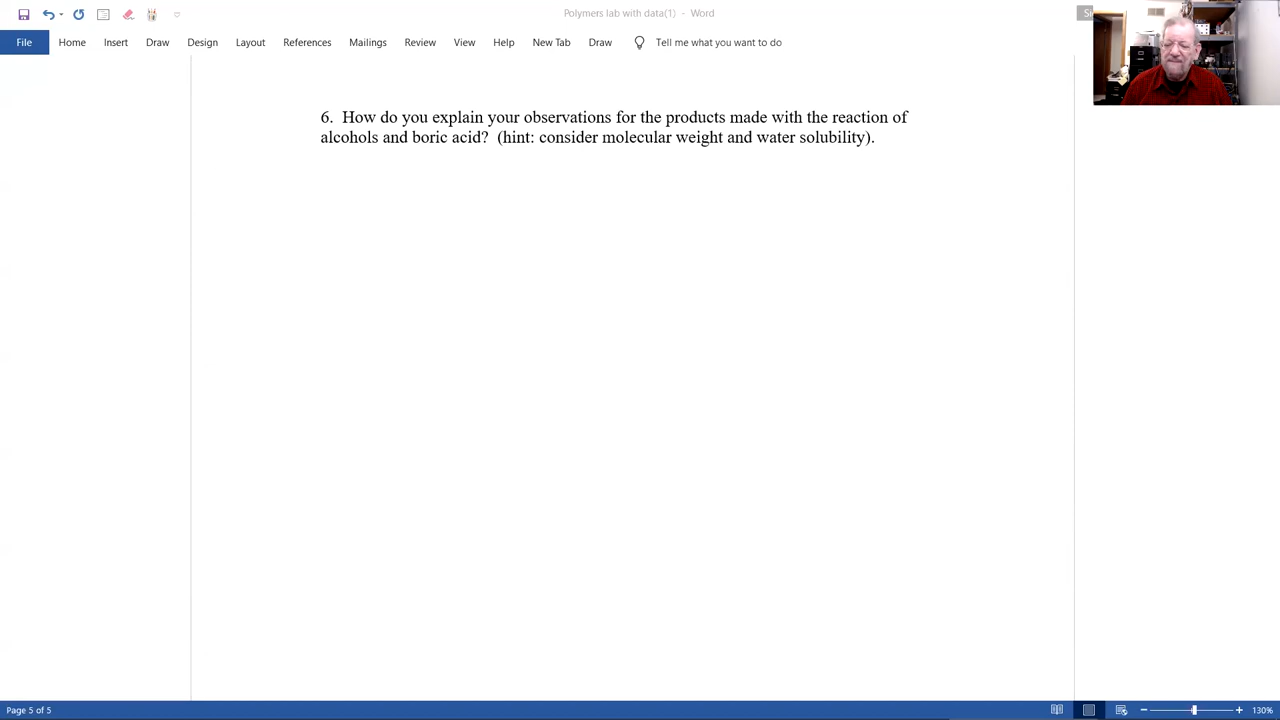 Polymers lab with data(1) - Word
File Home Insert Draw Design Layout References Mailings Review View Help New Tab Draw Tell me what you want to do
6. How do you explain your observations for the products made with the reaction of
alcohols and boric acid? (hint: consider molecular weight and water solubility).
Page 5 of 5
130%